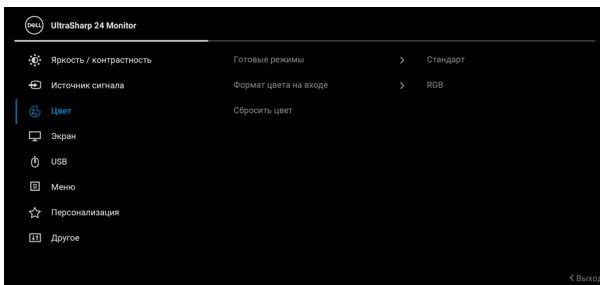 DELL UltraSharp 24 Monitor
Яркость / контрастность
Готовые режимы > Стандарт
Источник сигнала
Формат цвета на входе > RGB
Цвет
Сбросить цвет
Экран
USB
Меню
Персонализация
Другое
< Выход